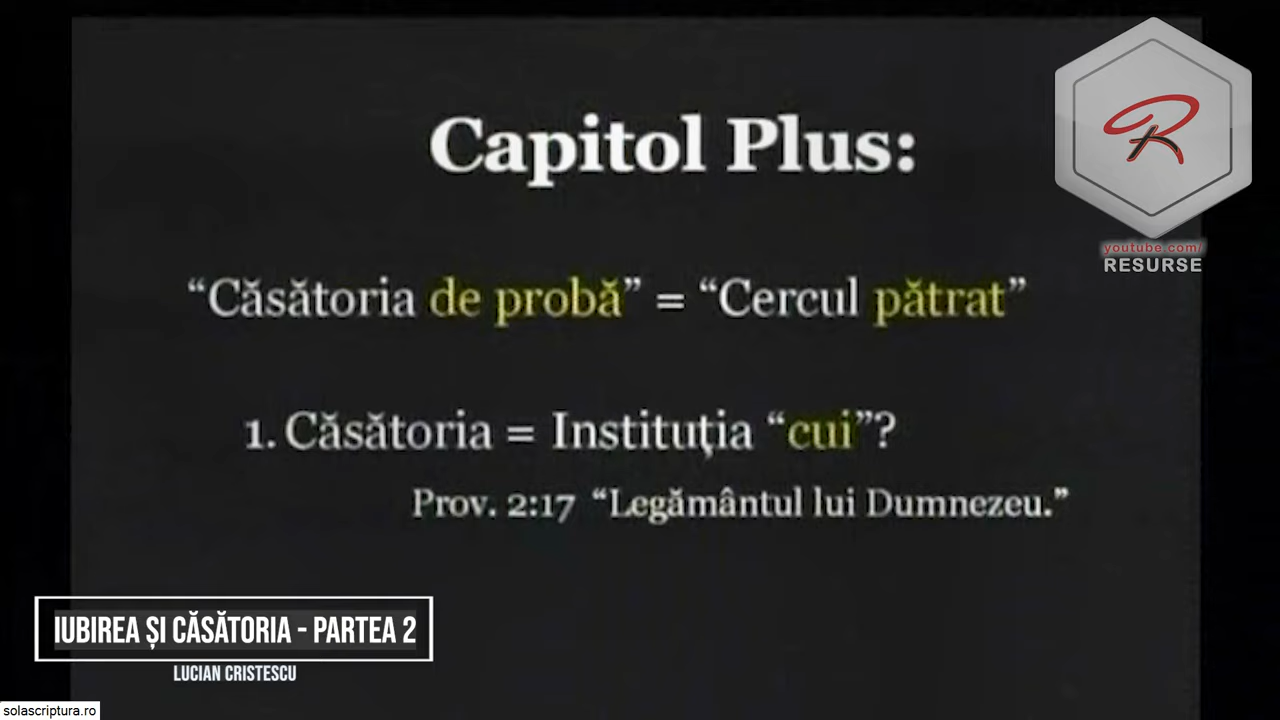 Capitol Plus:
“Căsătoria de probă” = “Cercul pătrat”
1. Căsătoria = Instituția “cui”?
Prov. 2:17 “Legământul lui Dumnezeu.”
R
youtube.com/
RESURSE
IUBIREA ȘI CĂSĂTORIA - PARTEA 2
LUCIAN CRISTESCU
solascriptura.ro